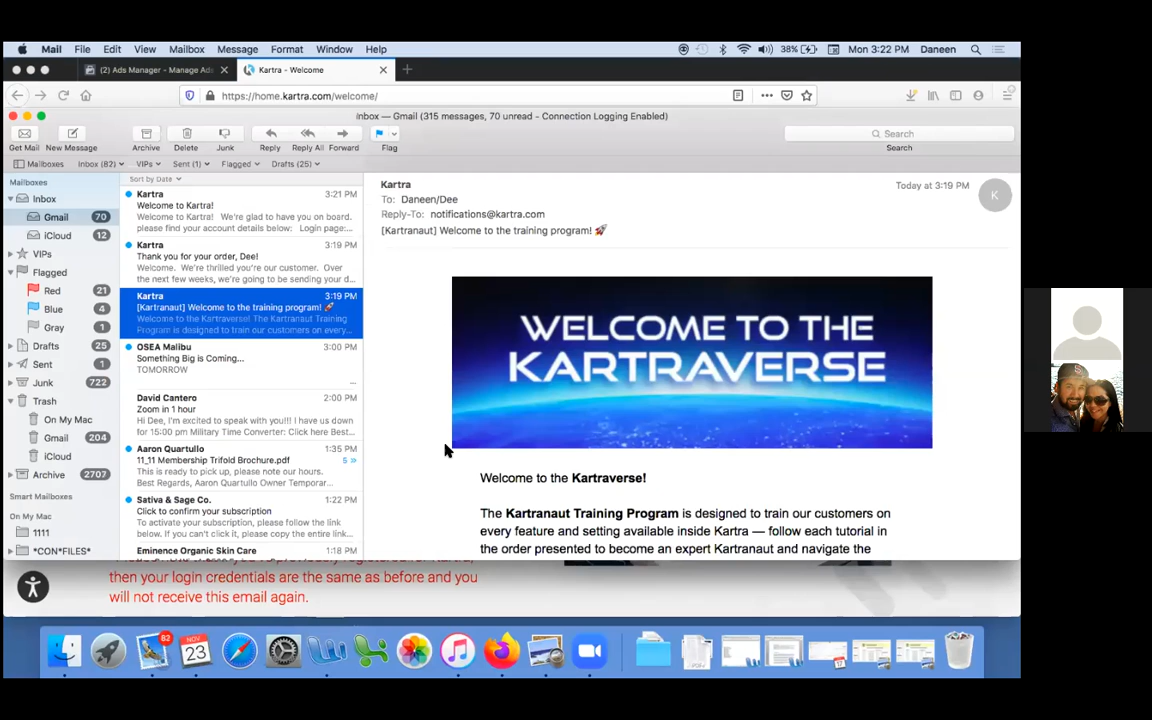 Mail File Edit View Mailbox Message Format Window Help 38% Mon 3:22 PM Daneen
(2) Ads Manager - Manage Ads Kartra - Welcome
https://home.kartra.com/welcome/
Inbox — Gmail (315 messages, 70 unread - Connection Logging Enabled)
Search
Get Mail New Message Archive Delete Junk Reply Reply All Forward Flag Search
Mailboxes Inbox (82) VIPs Sent (1) Flagged Drafts (25)
Mailboxes
Inbox
Gmail 70
iCloud 12
VIPs
Flagged
Red 21
Blue 4
Gray 1
Drafts 25
Sent 1
Junk 722
Trash
On My Mac
Gmail 204
iCloud
Archive 2707
Smart Mailboxes
On My Mac
1111
*CON*FILES*
Sort by Date
Kartra 3:21 PM
Welcome to Kartra!
Welcome to Kartra! We're glad to have you on board.
please find your account details below: Login page:...
Kartra 3:19 PM
Thank you for your order, Dee!
Welcome. We're thrilled you're our customer. Over
the next few weeks, we're going to be sending your d...
Kartra 3:19 PM
[Kartranaut] Welcome to the training program! 🚀
Welcome to the Kartraverse! The Kartranaut Training
Program is designed to train our customers on every...
OSEA Malibu 3:00 PM
Something Big is Coming...
TOMORROW
...
David Cantero 2:00 PM
Zoom in 1 hour
Hi Dee, I'm excited to speak with you!!! I have us down
for 15:00 pm Military Time Converter: Click here Best...
Aaron Quartullo 1:35 PM
11_11 Membership Trifold Brochure.pdf 5 »
This is ready to pick up, please note our hours.
Best Regards, Aaron Quartullo Owner Temporar...
Sativa & Sage Co. 1:22 PM
Click to confirm your subscription
To activate your subscription, please follow the link
below. If you can't click it, please copy the entire link...
Eminence Organic Skin Care 1:18 PM
Kartra Today at 3:19 PM
K
To: Daneen/Dee
Reply-To: notifications@kartra.com
[Kartranaut] Welcome to the training program! 🚀
WELCOME TO THE
KARTRAVERSE
Welcome to the Kartraverse!
The Kartranaut Training Program is designed to train our customers on
every feature and setting available inside Kartra — follow each tutorial in
the order presented to become an expert Kartranaut and navigate the
then your login credentials are the same as before and you
will not receive this email again.
82
NOV
23
17